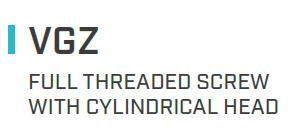 VGZ
FULL THREADED SCREW
WITH CYLINDRICAL HEAD